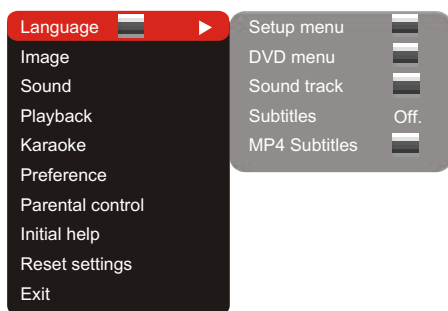 Language
Image
Sound
Playback
Karaoke
Preference
Parental control
Initial help
Reset settings
Exit
Setup menu
DVD menu
Sound track
Subtitles Off.
MP4 Subtitles